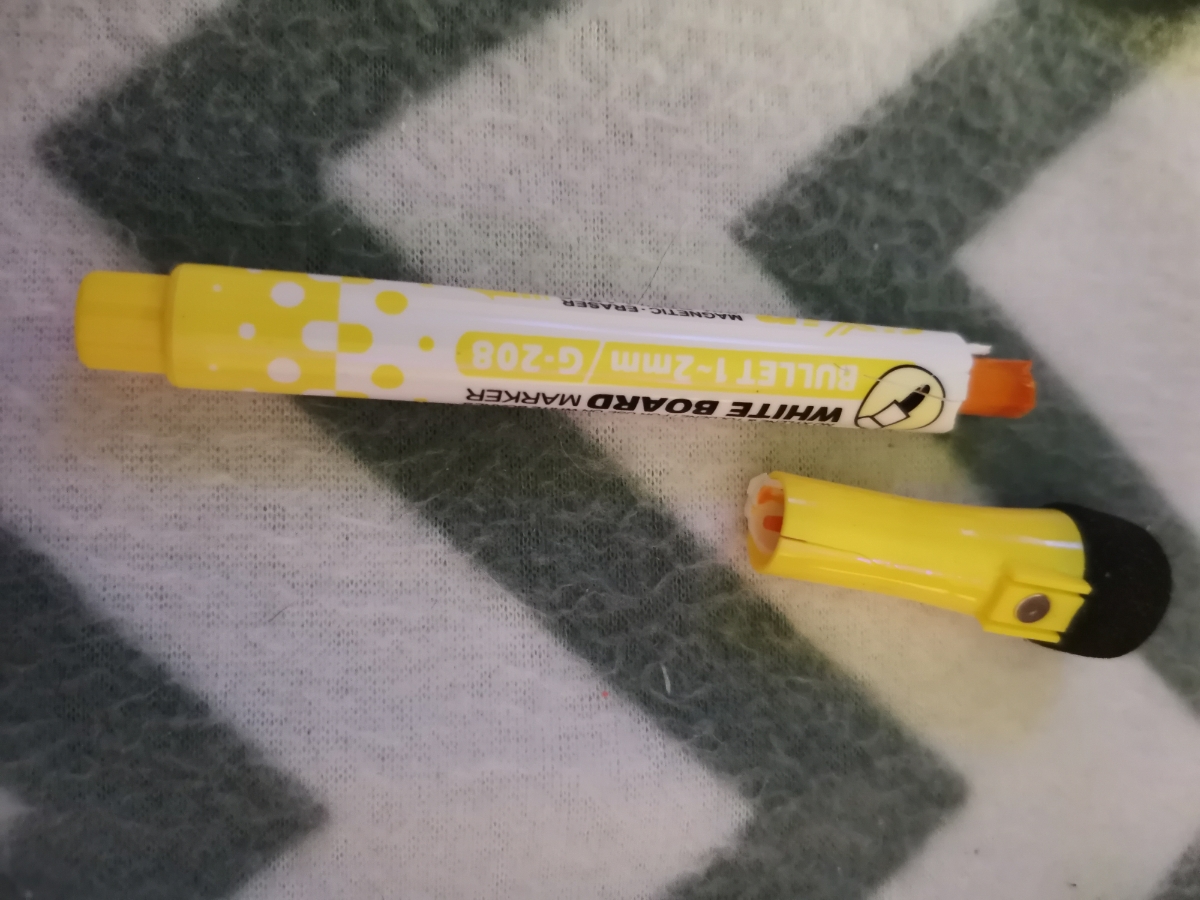 WHITE BOARD MARKER
BULLET 1~2mm / G-208
MAGNETIC·ERASER